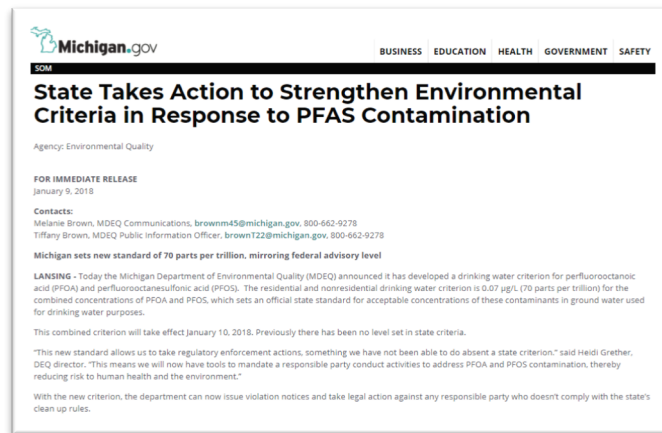 Michigan.gov
BUSINESS EDUCATION HEALTH GOVERNMENT SAFETY
SOM
State Takes Action to Strengthen Environmental
Criteria in Response to PFAS Contamination
Agency: Environmental Quality
FOR IMMEDIATE RELEASE
January 9, 2018
Contacts:
Melanie Brown, MDEQ Communications, brownm45@michigan.gov, 800-662-9278
Tiffany Brown, MDEQ Public Information Officer, brownT22@michigan.gov, 800-662-9278
Michigan sets new standard of 70 parts per trillion, mirroring federal advisory level
LANSING - Today the Michigan Department of Environmental Quality (MDEQ) announced it has developed a drinking water criterion for perfluorooctanoic
acid (PFOA) and perfluorooctanesulfonic acid (PFOS). The residential and nonresidential drinking water criterion is 0.07 µg/L (70 parts per trillion) for the
combined concentrations of PFOA and PFOS, which sets an official state standard for acceptable concentrations of these contaminants in ground water used
for drinking water purposes.
This combined criterion will take effect January 10, 2018. Previously there has been no level set in state criteria.
"This new standard allows us to take regulatory enforcement actions, something we have not been able to do absent a state criterion." said Heidi Grether,
DEQ director. "This means we will now have tools to mandate a responsible party conduct activities to address PFOA and PFOS contamination, thereby
reducing risk to human health and the environment."
With the new criterion, the department can now issue violation notices and take legal action against any responsible party who doesn't comply with the state's
clean up rules.